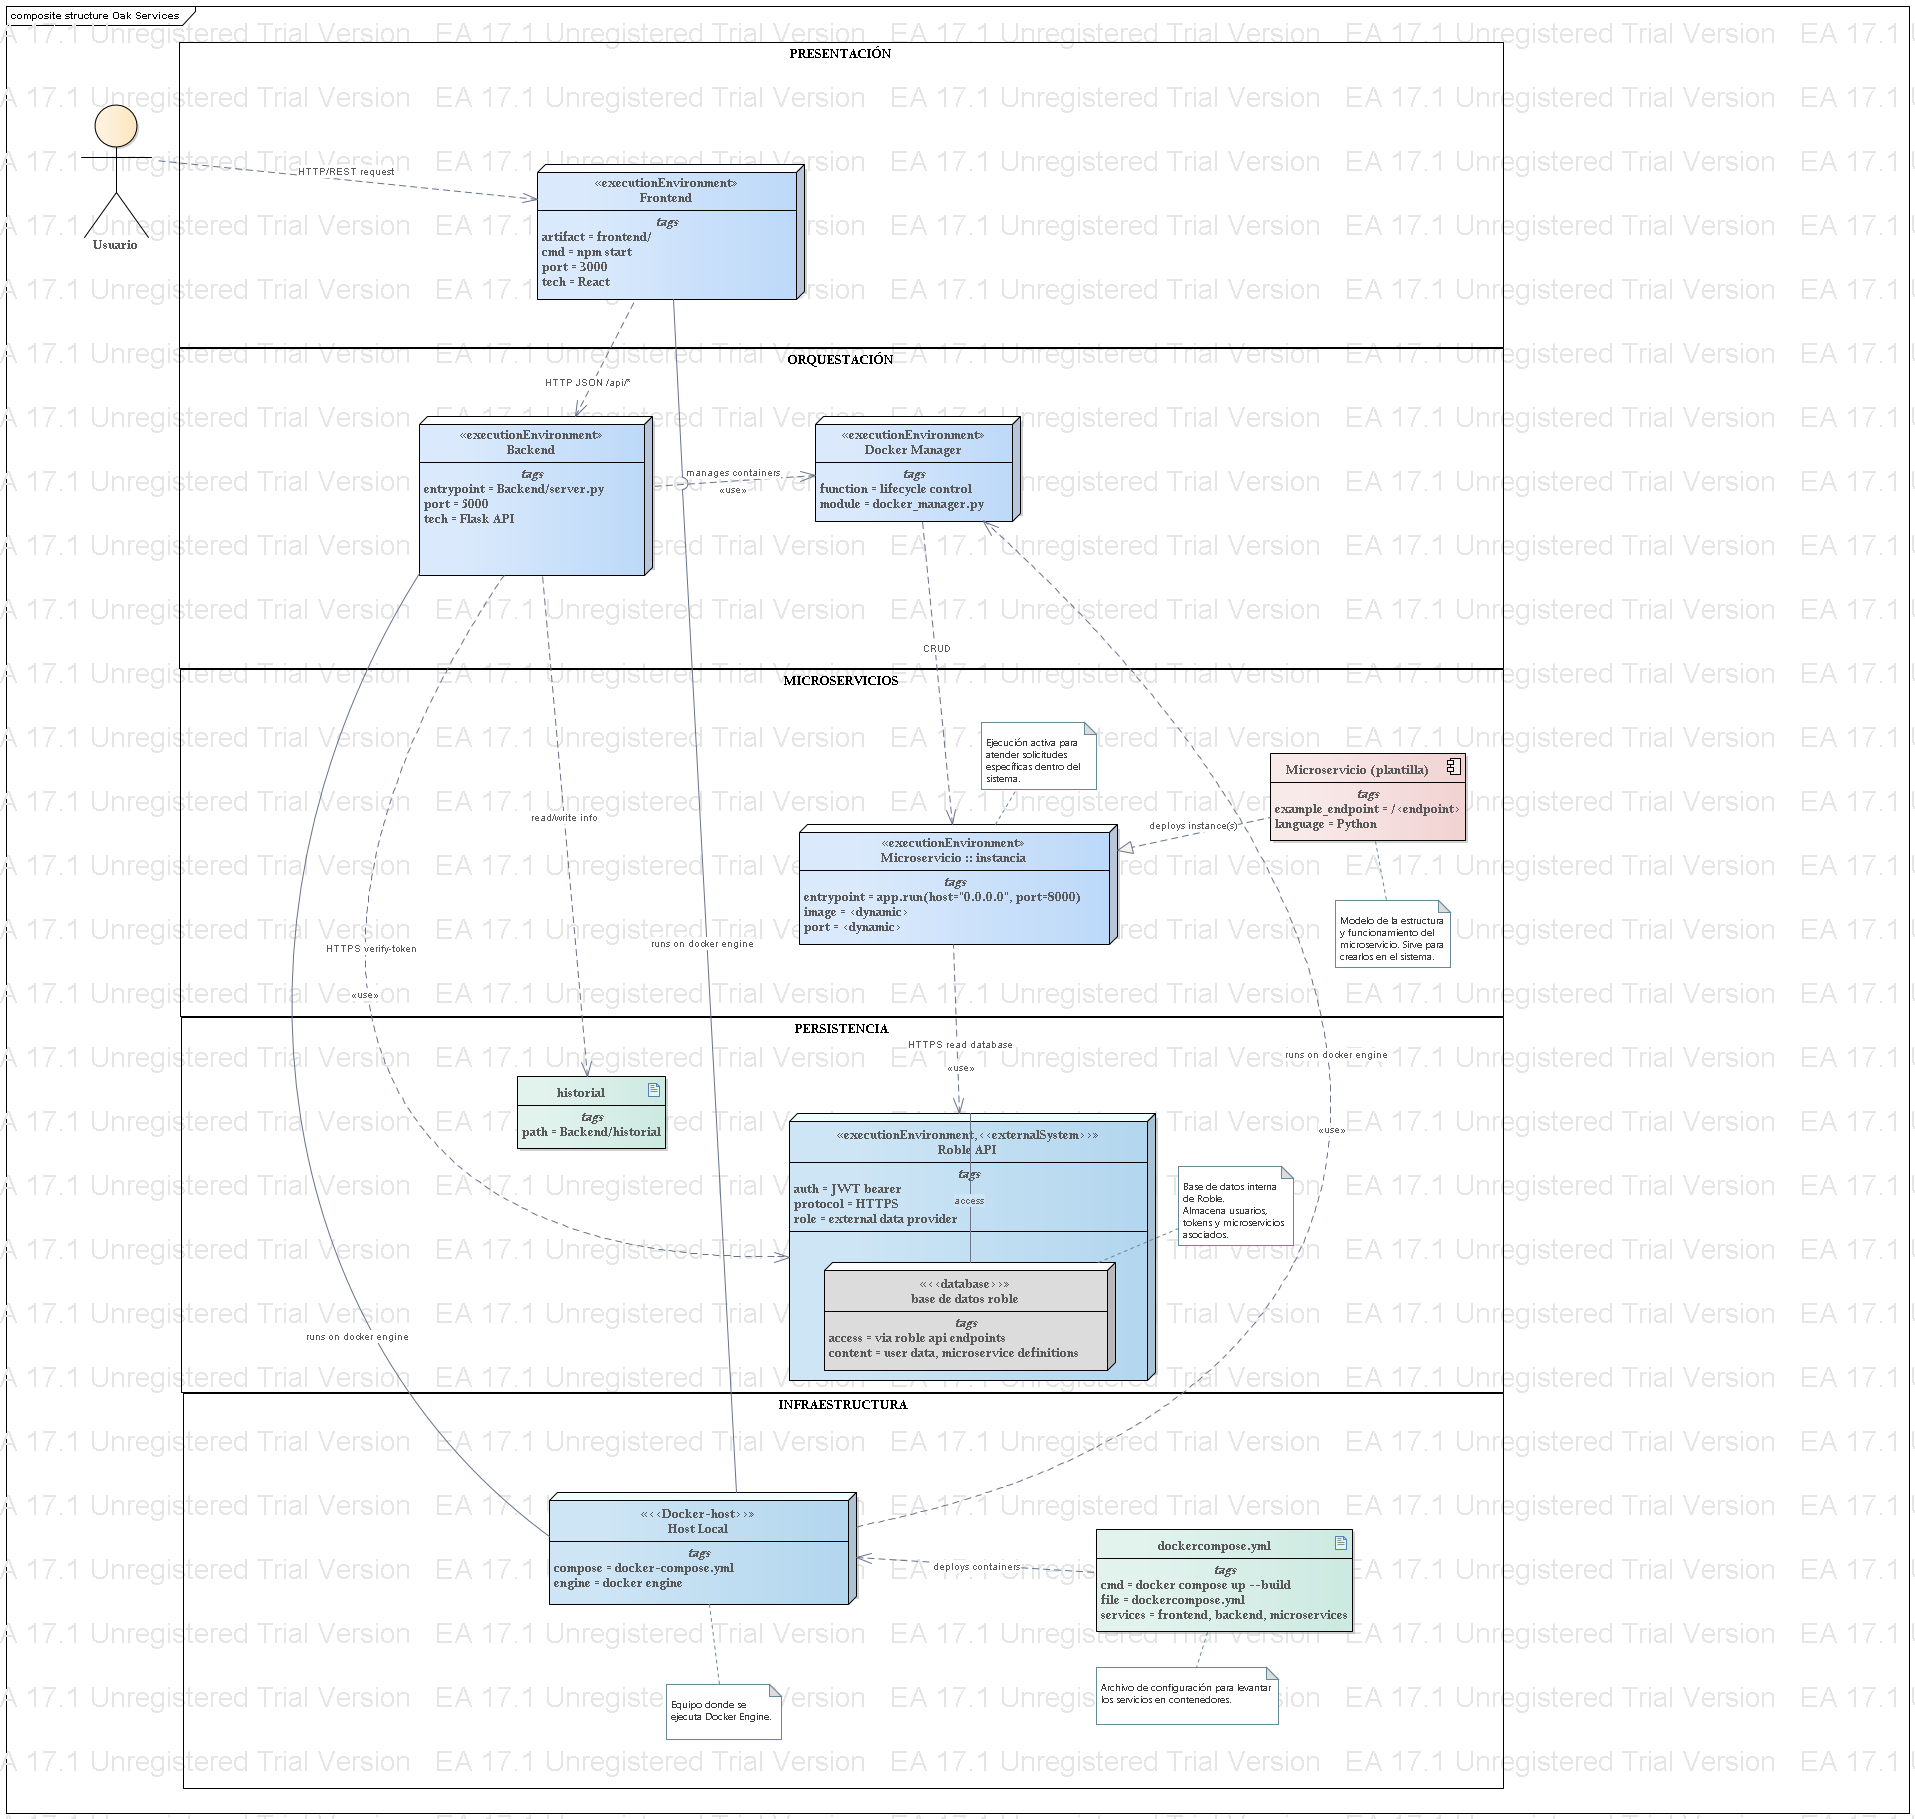 composite structure Oak Services
EA 17.1 Unregistered Trial Version
PRESENTACIÓN
Usuario
HTTP/REST request
«executionEnvironment»
Frontend
tags
artifact = frontend/
cmd = npm start
port = 3000
tech = React
ORQUESTACIÓN
HTTP JSON /api/*
«executionEnvironment»
Backend
tags
entrypoint = Backend/server.py
port = 5000
tech = Flask API
manages containers
«use»
«executionEnvironment»
Docker Manager
tags
function = lifecycle control
module = docker_manager.py
CRUD
MICROSERVICIOS
Ejecución activa para
atender solicitudes
específicas dentro del
sistema.
Microservicio (plantilla)
tags
example_endpoint = /<endpoint>
language = Python
deploys instance(s)
read/write info
«executionEnvironment»
Microservicio :: instancia
tags
entrypoint = app.run(host="0.0.0.0", port=8000)
image = <dynamic>
port = <dynamic>
Modelo de la estructura
y funcionamiento del
microservicio. Sirve para
crearlos en el sistema.
HTTPS verify-token
«use»
runs on docker engine
PERSISTENCIA
HTTPS read database
«use»
runs on docker engine
«use»
historial
tags
path = Backend/historial
«executionEnvironment,<<externalSystem>>»
Roble API
tags
auth = JWT bearer
protocol = HTTPS
role = external data provider
access
Base de datos interna
de Roble.
Almacena usuarios,
tokens y microservicios
asociados.
«<<database>>»
base de datos roble
tags
access = via roble api endpoints
content = user data, microservice definitions
runs on docker engine
INFRAESTRUCTURA
«<<Docker-host>>»
Host Local
tags
compose = docker-compose.yml
engine = docker engine
deploys containers
dockercompose.yml
tags
cmd = docker compose up --build
file = dockercompose.yml
services = frontend, backend, microservices
Equipo donde se
ejecuta Docker Engine.
Archivo de configuración para levantar
los servicios en contenedores.